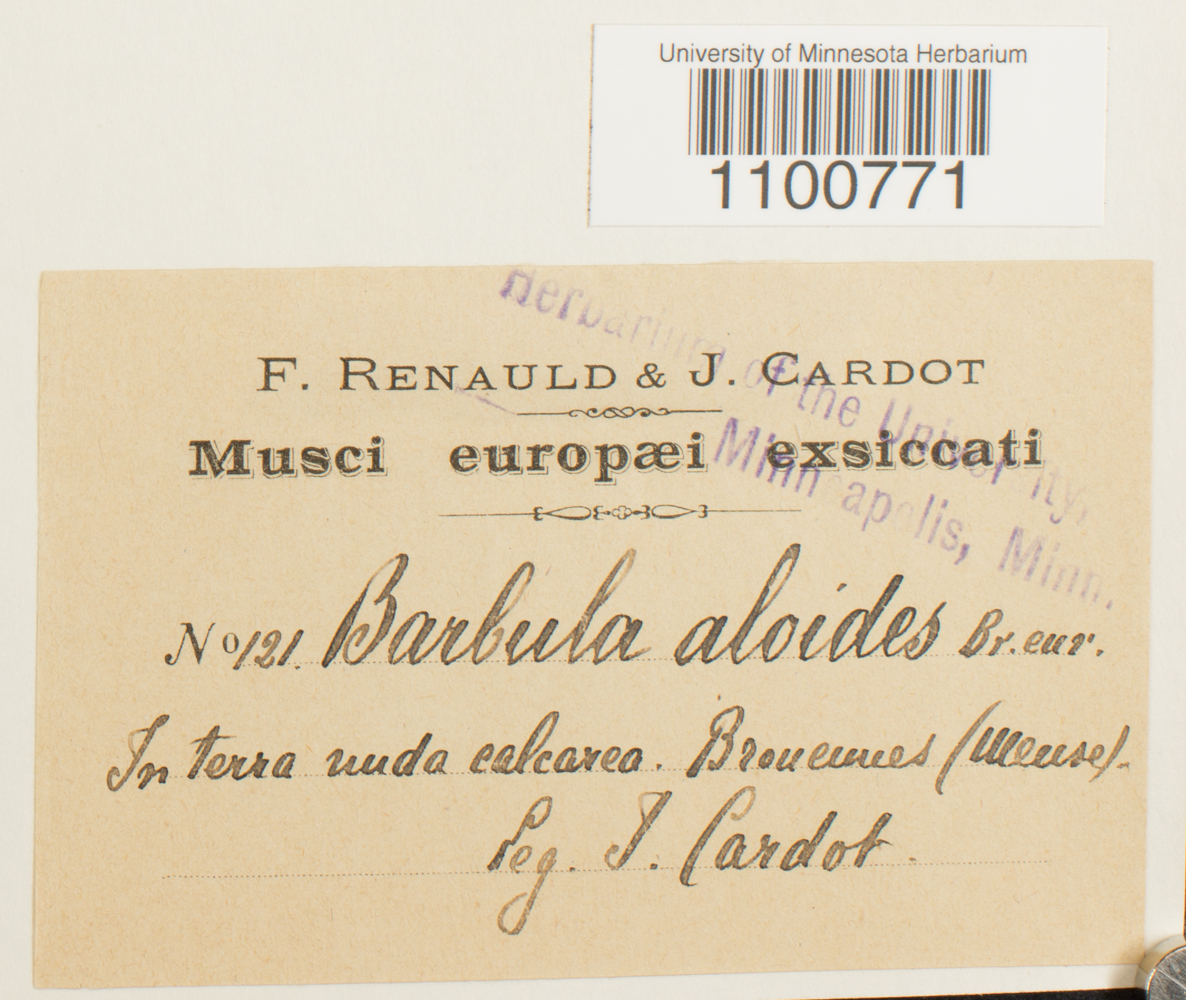 University of Minnesota Herbarium
1100771
Herbarium of the University,
Minneapolis, Minn.
F. RENAULD & J. CARDOT
Musci europæi exsiccati
No 121. Barbula aloides Br. eur.
In terra nuda calcarea. Brouennes (Meuse).
Leg. J. Cardot.